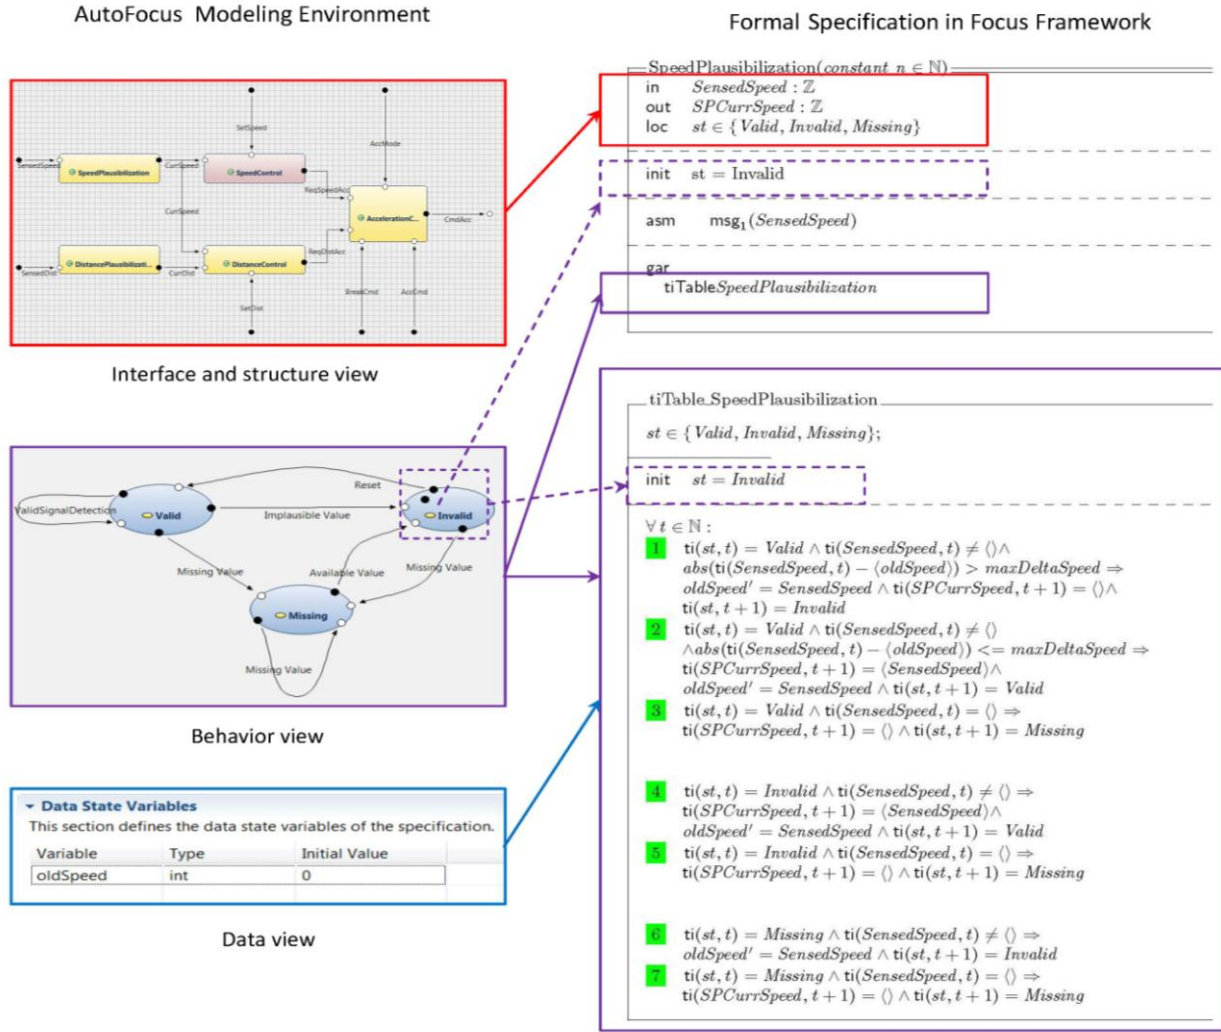 AutoFocus Modeling Environment
SetSpeed
AccMode
SensedSpeed
SpeedPlausibilization
CurrSpeed
SpeedControl
ReqSpeedAcc
CurrSpeed
AccelerationC...
CmdAcc
SensedDist
DistancePlausibilizati...
CurrDist
DistanceControl
ReqDistAcc
BreakCmd
AccCmd
SetDist
Interface and structure view
Reset
ValidSignalDetection
Valid
Implausible Value
Invalid
Missing Value
Available Value
Missing Value
Missing
Missing Value
Behavior view
Data State Variables
This section defines the data state variables of the specification.
Variable Type Initial Value
oldSpeed int 0
Data view
Formal Specification in Focus Framework
SpeedPlausibilization(constant n ∈ ℕ)
in SensedSpeed : ℤ
out SPCurrSpeed : ℤ
loc st ∈ {Valid, Invalid, Missing}
init st = Invalid
asm msg₁(SensedSpeed)
gar
tiTableSpeedPlausibilization
tiTable_SpeedPlausibilization
st ∈ {Valid, Invalid, Missing};
init st = Invalid
∀ t ∈ ℕ :
1 ti(st, t) = Valid ∧ ti(SensedSpeed, t) ≠ ⟨⟩∧
abs(ti(SensedSpeed, t) − ⟨oldSpeed⟩) > maxDeltaSpeed ⇒
oldSpeed′ = SensedSpeed ∧ ti(SPCurrSpeed, t + 1) = ⟨⟩∧
ti(st, t + 1) = Invalid
2 ti(st, t) = Valid ∧ ti(SensedSpeed, t) ≠ ⟨⟩
∧abs(ti(SensedSpeed, t) − ⟨oldSpeed⟩) <= maxDeltaSpeed ⇒
ti(SPCurrSpeed, t + 1) = ⟨SensedSpeed⟩∧
oldSpeed′ = SensedSpeed ∧ ti(st, t + 1) = Valid
3 ti(st, t) = Valid ∧ ti(SensedSpeed, t) = ⟨⟩ ⇒
ti(SPCurrSpeed, t + 1) = ⟨⟩ ∧ ti(st, t + 1) = Missing
4 ti(st, t) = Invalid ∧ ti(SensedSpeed, t) ≠ ⟨⟩ ⇒
ti(SPCurrSpeed, t + 1) = ⟨SensedSpeed⟩∧
oldSpeed′ = SensedSpeed ∧ ti(st, t + 1) = Valid
5 ti(st, t) = Invalid ∧ ti(SensedSpeed, t) = ⟨⟩ ⇒
ti(SPCurrSpeed, t + 1) = ⟨⟩ ∧ ti(st, t + 1) = Missing
6 ti(st, t) = Missing ∧ ti(SensedSpeed, t) ≠ ⟨⟩ ⇒
oldSpeed′ = SensedSpeed ∧ ti(st, t + 1) = Invalid
7 ti(st, t) = Missing ∧ ti(SensedSpeed, t) = ⟨⟩ ⇒
ti(SPCurrSpeed, t + 1) = ⟨⟩ ∧ ti(st, t + 1) = Missing